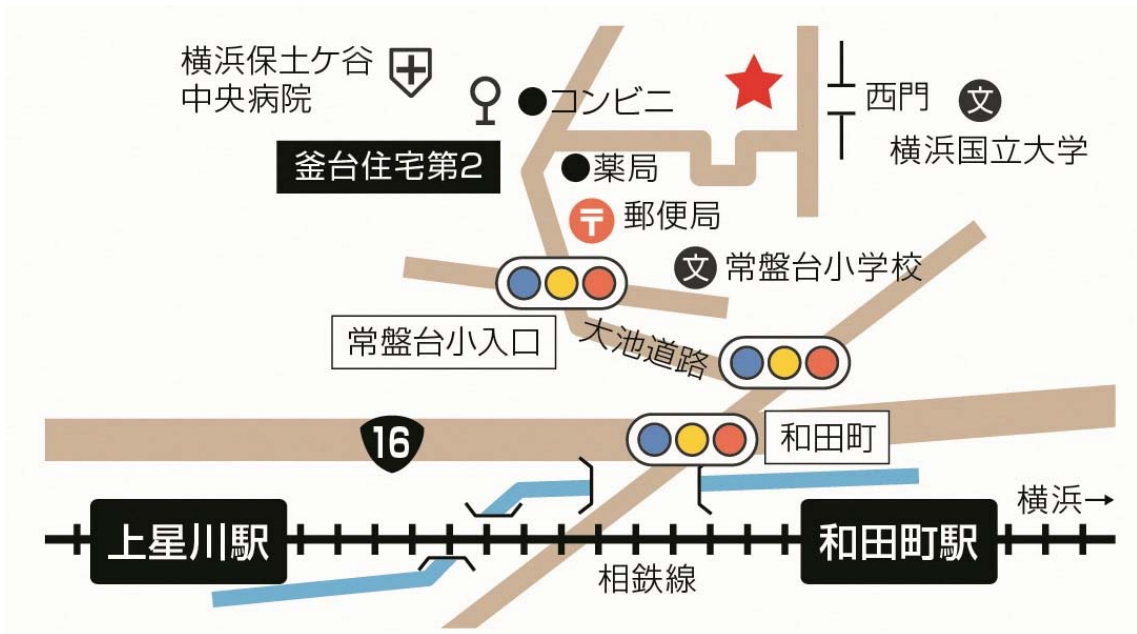 横浜保土ケ谷
中央病院
コンビニ
西門
文
横浜国立大学
釜台住宅第2
薬局
〒
郵便局
文
常盤台小学校
常盤台小入口
大池道路
16
和田町
横浜→
上星川駅
和田町駅
相鉄線